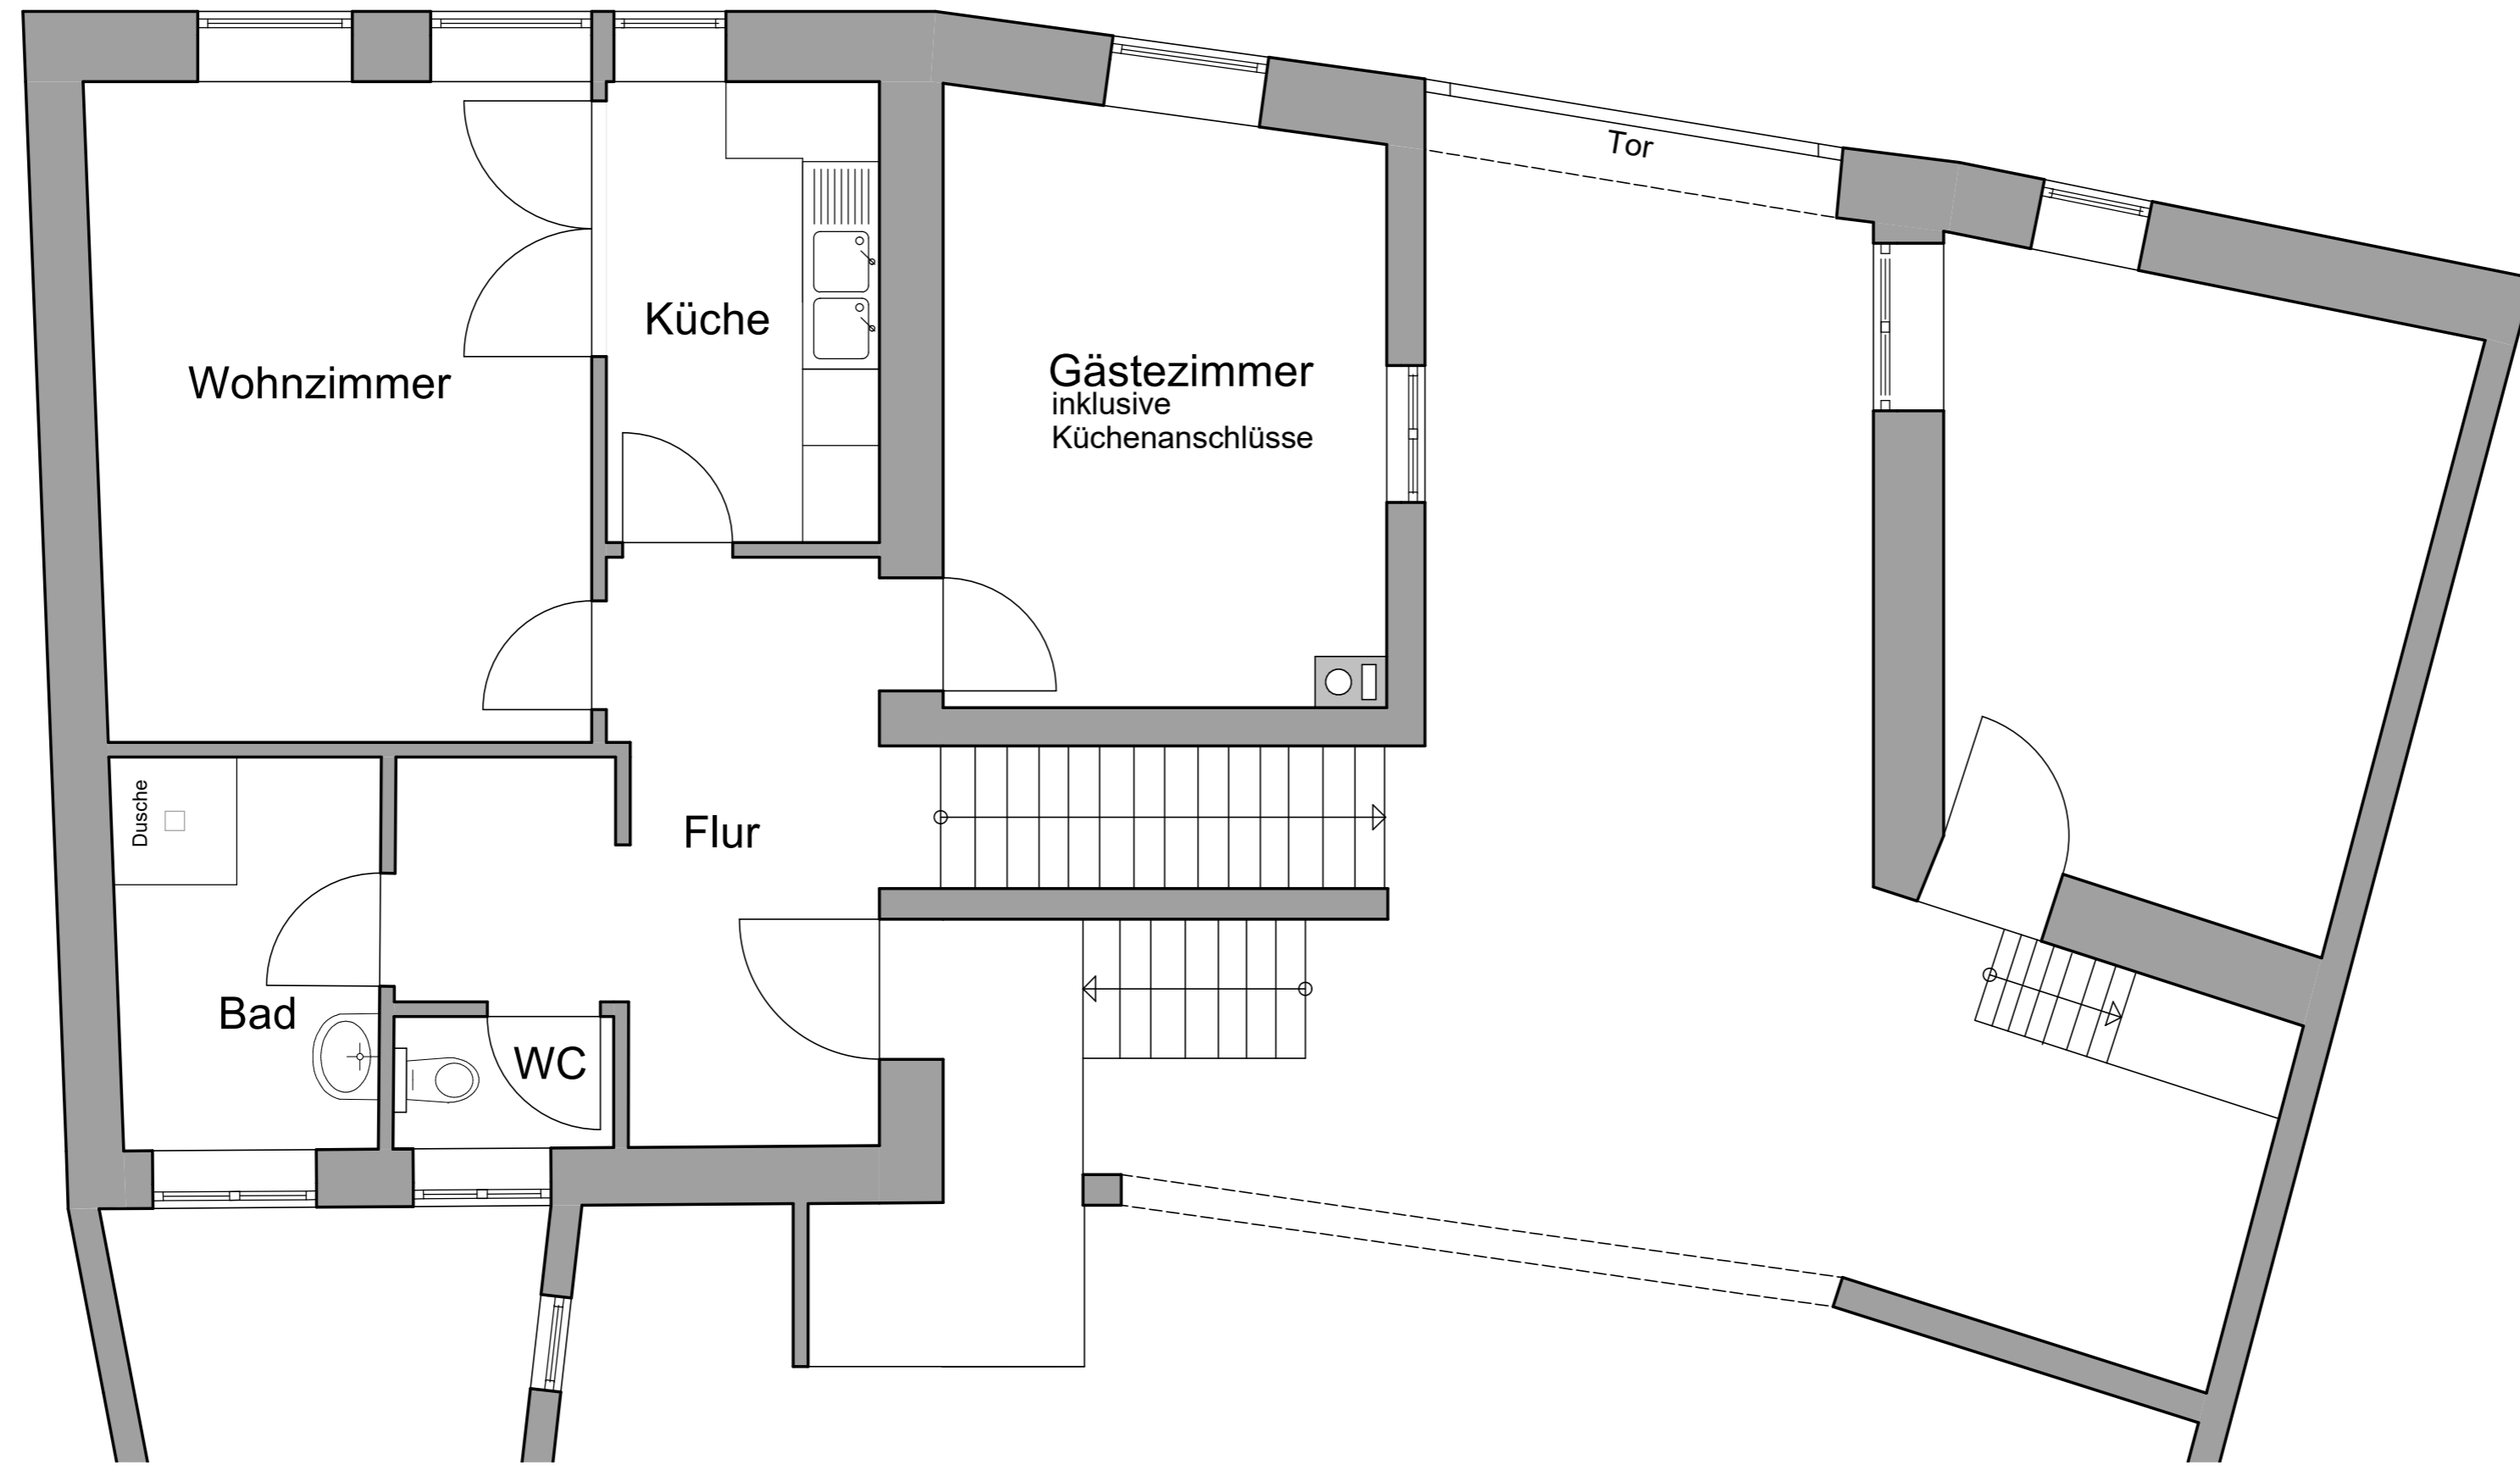 Tor
Küche
Wohnzimmer
Gästezimmer
inklusive
Küchenanschlüsse
Dusche
Flur
Bad
WC